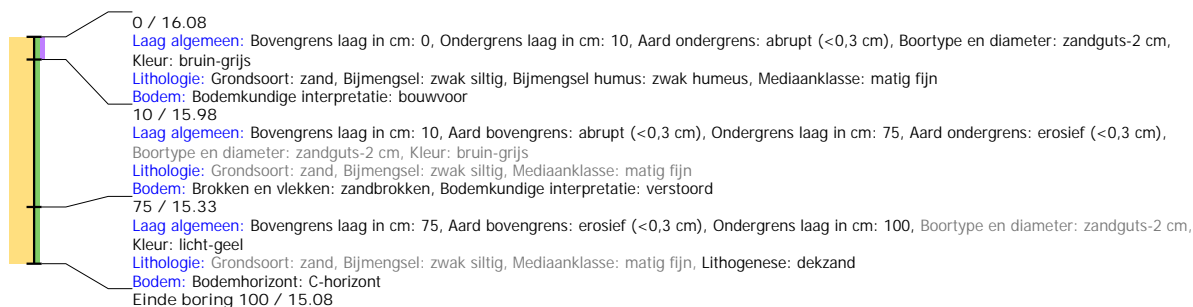 0 / 16.08
Laag algemeen: Bovengrens laag in cm: 0, Ondergrens laag in cm: 10, Aard ondergrens: abrupt (<0,3 cm), Boortype en diameter: zandguts-2 cm,
Kleur: bruin-grijs
Lithologie: Grondsoort: zand, Bijmengsel: zwak siltig, Bijmengsel humus: zwak humeus, Mediaanklasse: matig fijn
Bodem: Bodemkundige interpretatie: bouwvoor
10 / 15.98
Laag algemeen: Bovengrens laag in cm: 10, Aard bovengrens: abrupt (<0,3 cm), Ondergrens laag in cm: 75, Aard ondergrens: erosief (<0,3 cm),
Boortype en diameter: zandguts-2 cm, Kleur: bruin-grijs
Lithologie: Grondsoort: zand, Bijmengsel: zwak siltig, Mediaanklasse: matig fijn
Bodem: Brokken en vlekken: zandbrokken, Bodemkundige interpretatie: verstoord
75 / 15.33
Laag algemeen: Bovengrens laag in cm: 75, Aard bovengrens: erosief (<0,3 cm), Ondergrens laag in cm: 100, Boortype en diameter: zandguts-2 cm,
Kleur: licht-geel
Lithologie: Grondsoort: zand, Bijmengsel: zwak siltig, Mediaanklasse: matig fijn, Lithogenese: dekzand
Bodem: Bodemhorizont: C-horizont
Einde boring 100 / 15.08